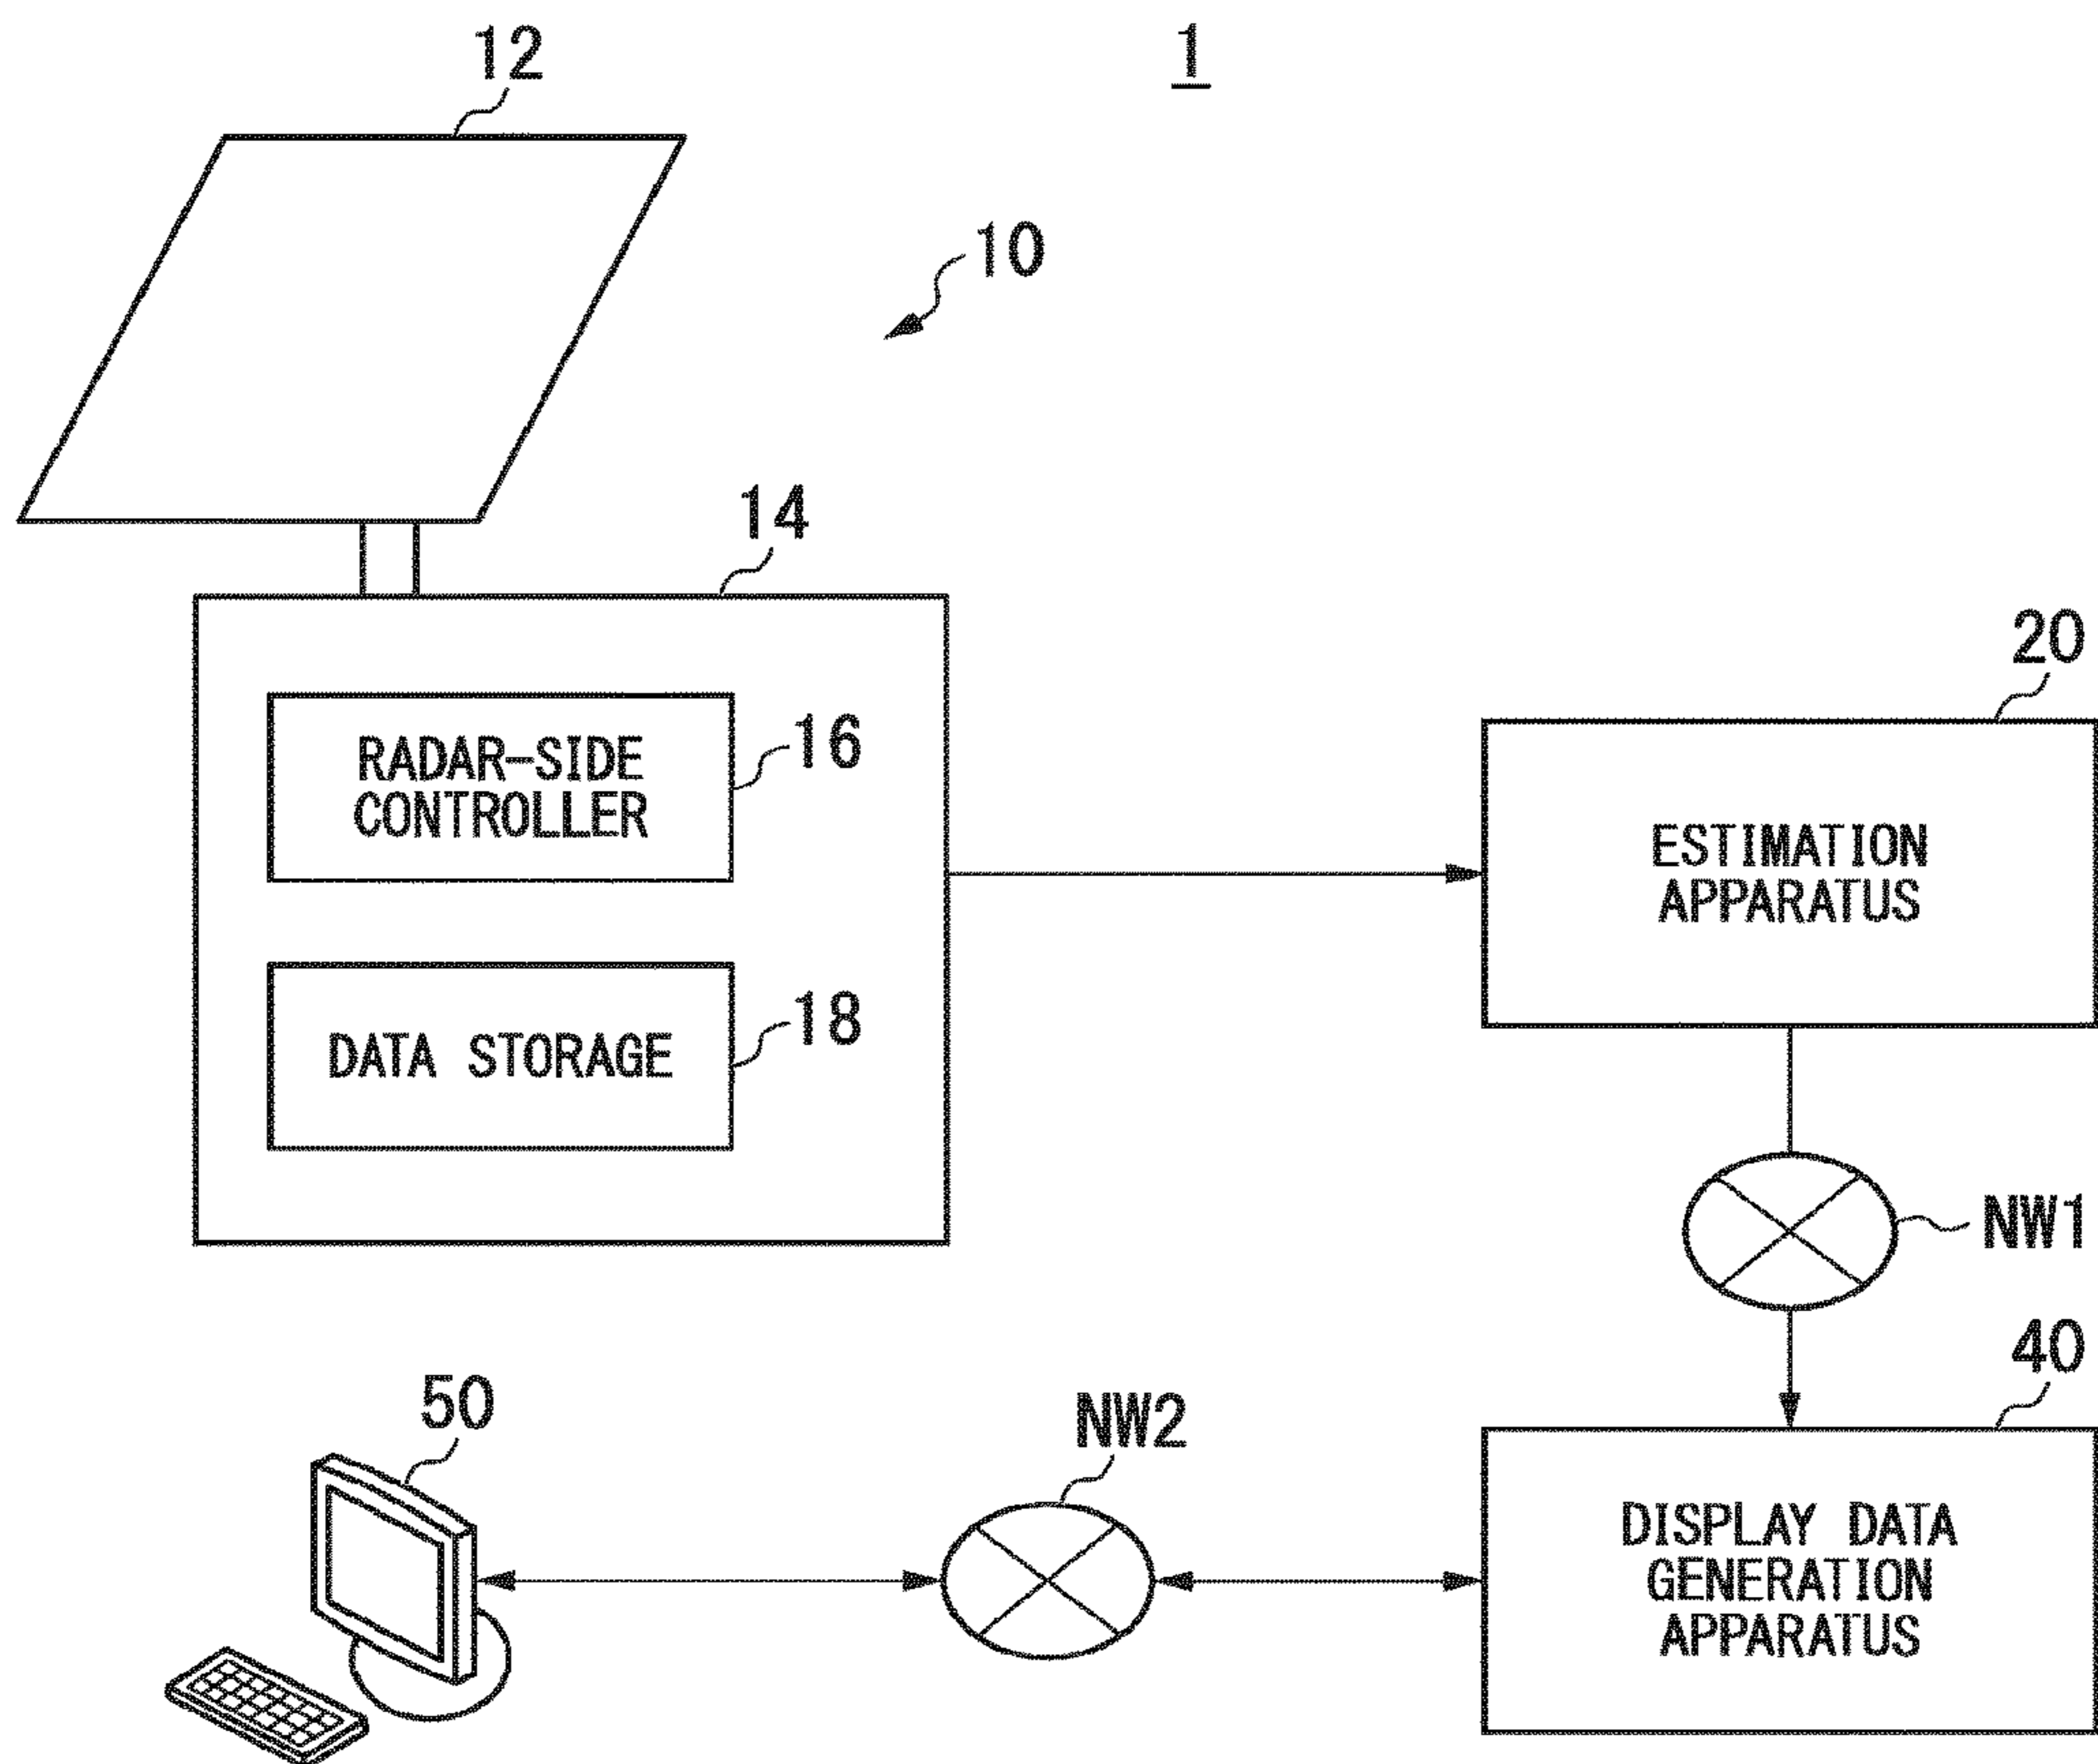 12
1
10
14
20
RADAR-SIDE
CONTROLLER
16
ESTIMATION
APPARATUS
DATA STORAGE
18
NW1
40
50
NW2
DISPLAY DATA
GENERATION
APPARATUS